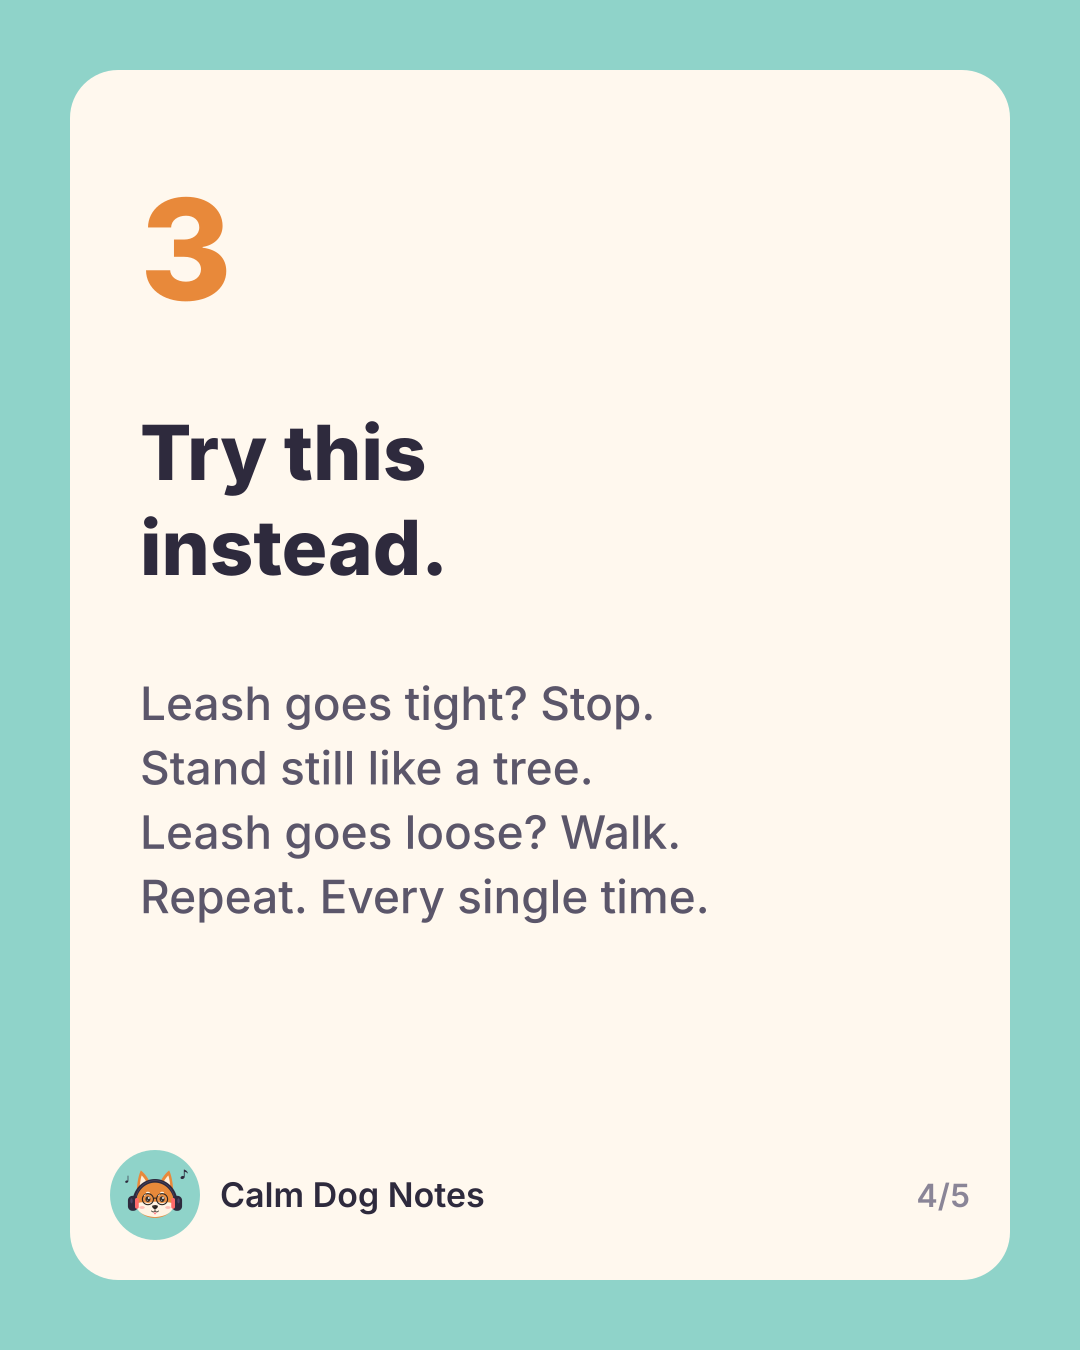 3
Try this
instead.
Leash goes tight? Stop.
Stand still like a tree.
Leash goes loose? Walk.
Repeat. Every single time.
Calm Dog Notes
4/5